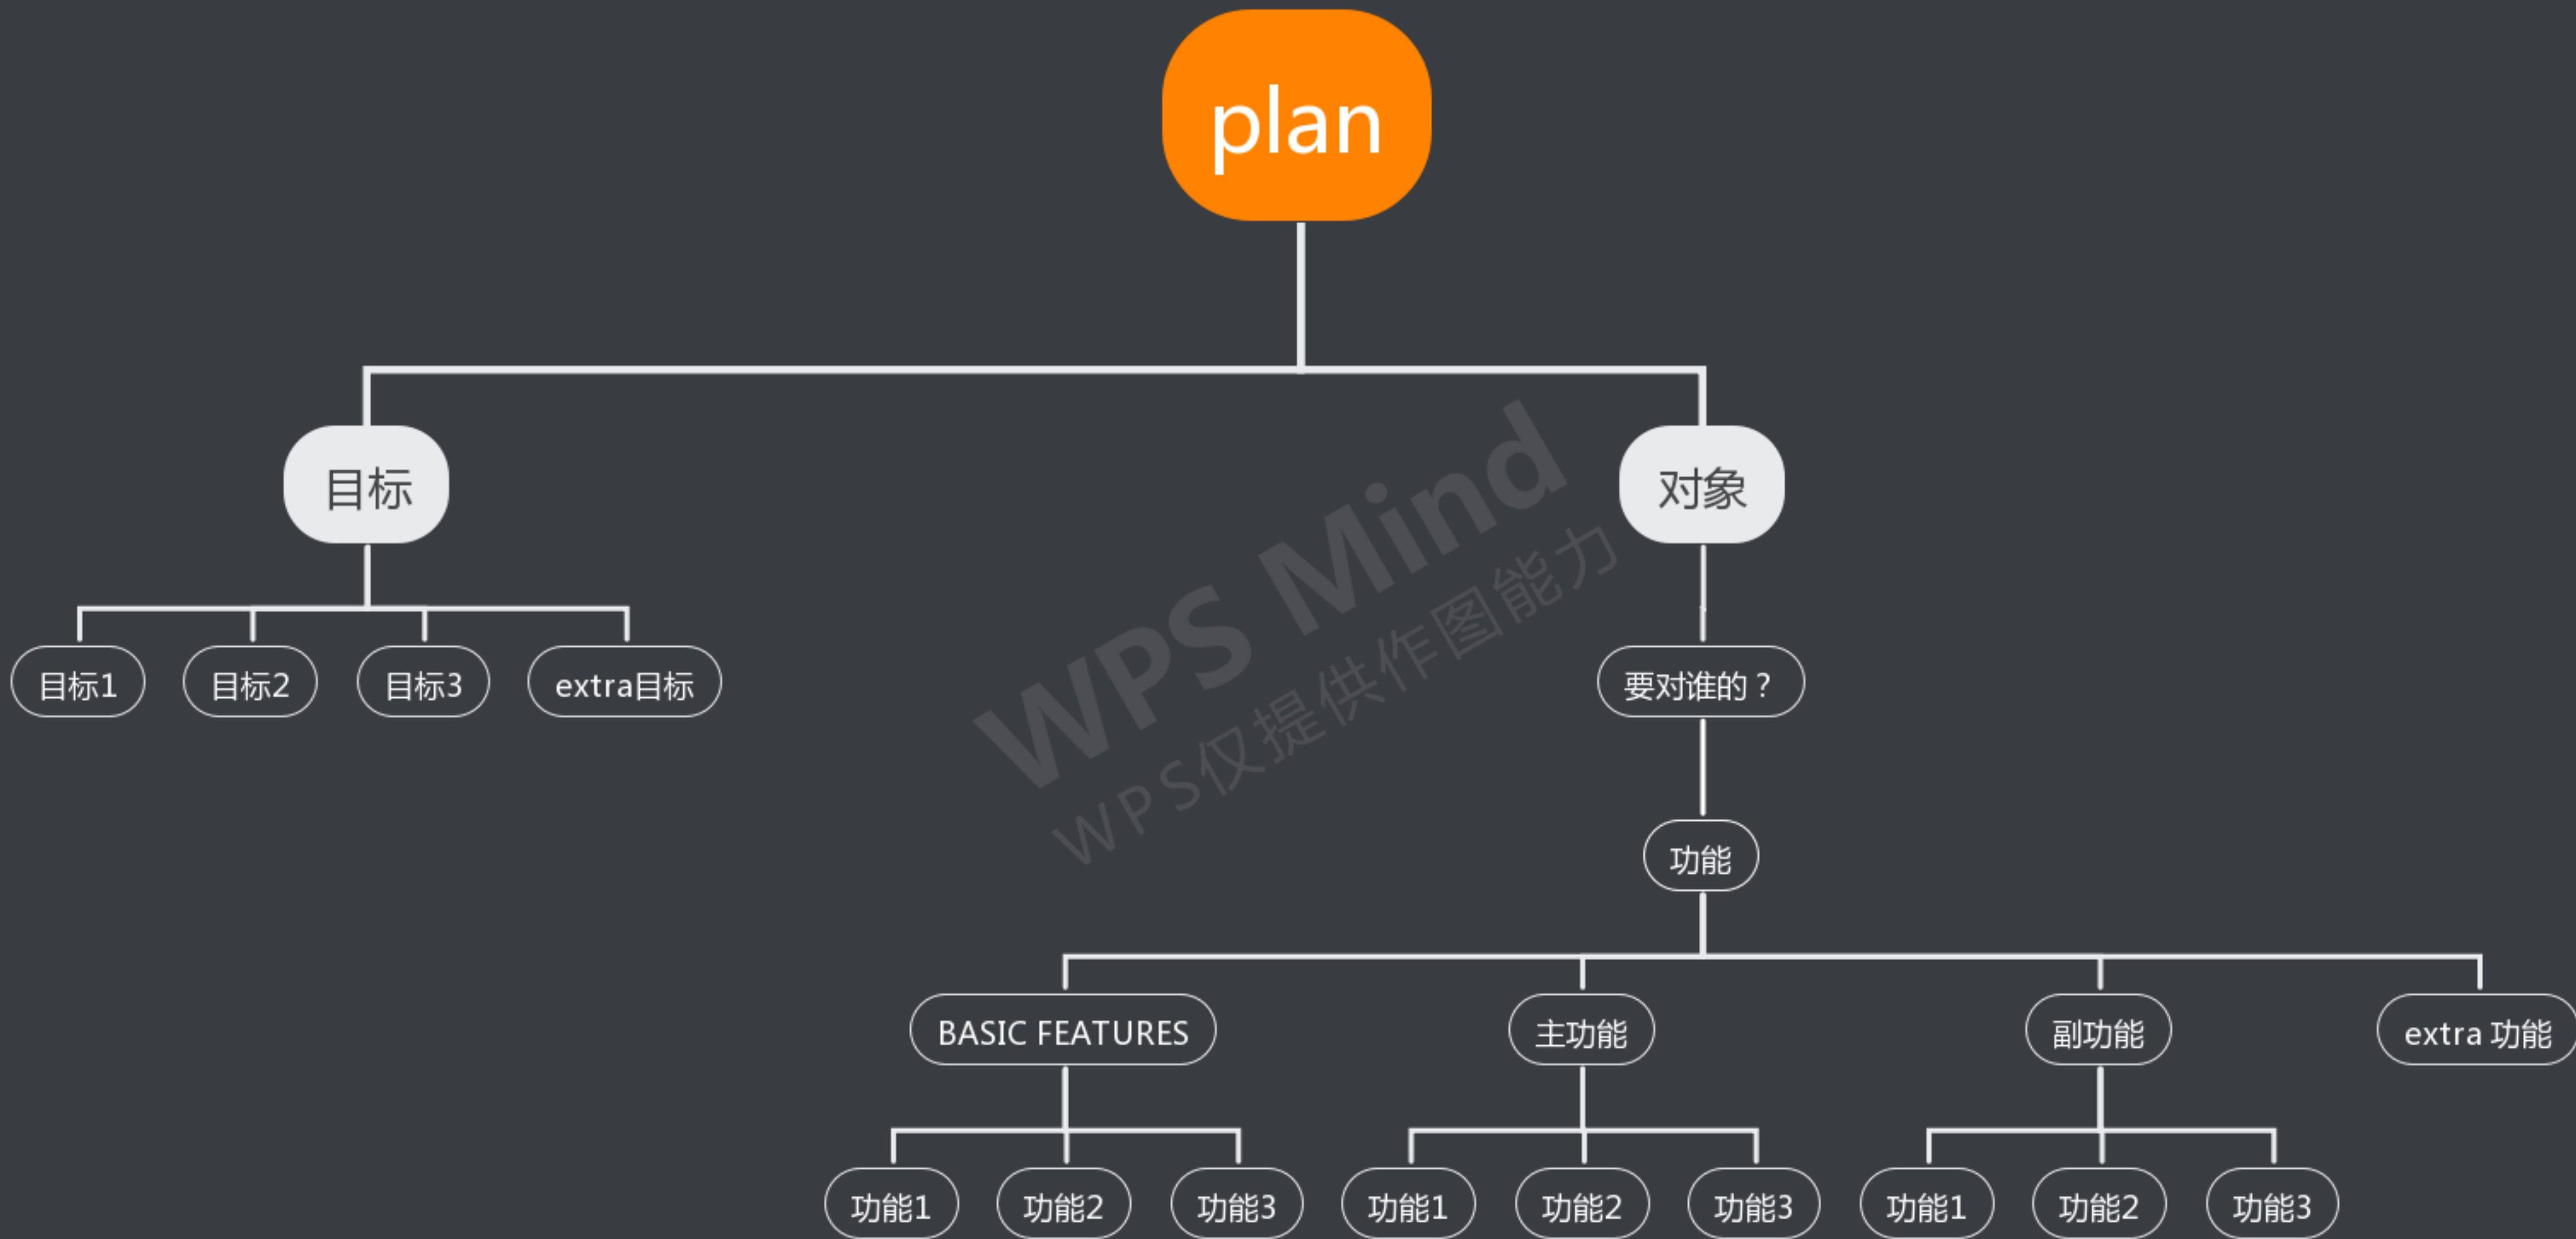 plan
目标
对象
WPS Mind
WPS仅提供作图能力
目标1
目标2
目标3
extra目标
要对谁的？
功能
BASIC FEATURES
主功能
副功能
extra 功能
功能1
功能2
功能3
功能1
功能2
功能3
功能1
功能2
功能3